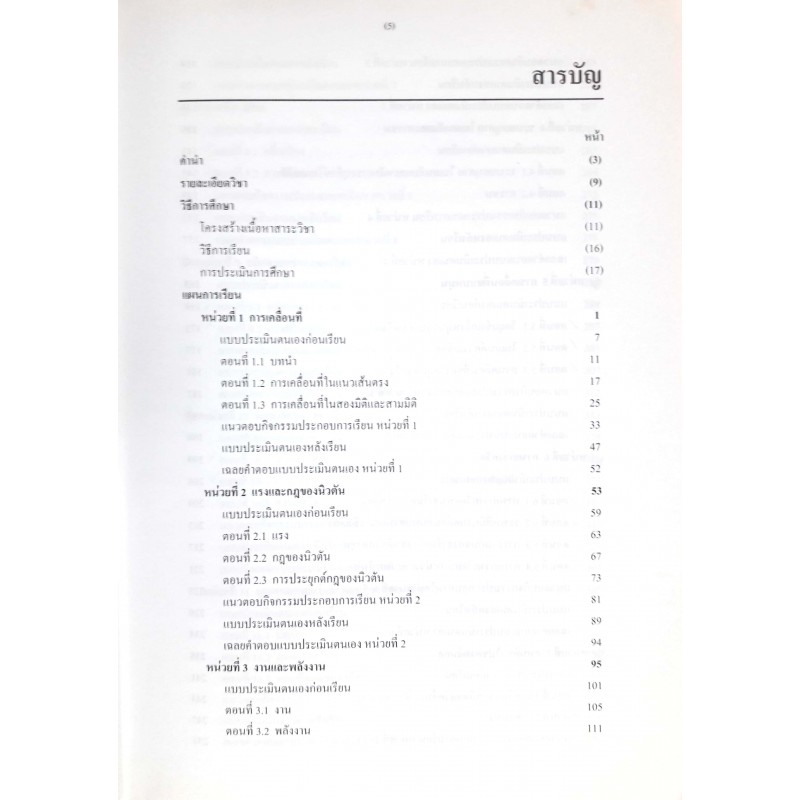 (5)
สารบัญ
หน้า
คำนำ (3)
รายละเอียดวิชา (9)
วิธีการศึกษา (11)
โครงสร้างเนื้อหาสาระวิชา (11)
วิธีการเรียน (16)
การประเมินการศึกษา (17)
แผนการเรียน
หน่วยที่ 1 การเคลื่อนที่ 1
แบบประเมินตนเองก่อนเรียน 7
ตอนที่ 1.1 บทนำ 11
ตอนที่ 1.2 การเคลื่อนที่ในแนวเส้นตรง 17
ตอนที่ 1.3 การเคลื่อนที่ในสองมิติและสามมิติ 25
แนวตอบกิจกรรมประกอบการเรียน หน่วยที่ 1 33
แบบประเมินตนเองหลังเรียน 47
เฉลยคำตอบแบบประเมินตนเอง หน่วยที่ 1 52
หน่วยที่ 2 แรงและกฎของนิวตัน 53
แบบประเมินตนเองก่อนเรียน 59
ตอนที่ 2.1 แรง 63
ตอนที่ 2.2 กฎของนิวตัน 67
ตอนที่ 2.3 การประยุกต์กฎของนิวตัน 73
แนวตอบกิจกรรมประกอบการเรียน หน่วยที่ 2 81
แบบประเมินตนเองหลังเรียน 89
เฉลยคำตอบแบบประเมินตนเอง หน่วยที่ 2 94
หน่วยที่ 3 งานและพลังงาน 95
แบบประเมินตนเองก่อนเรียน 101
ตอนที่ 3.1 งาน 105
ตอนที่ 3.2 พลังงาน 111